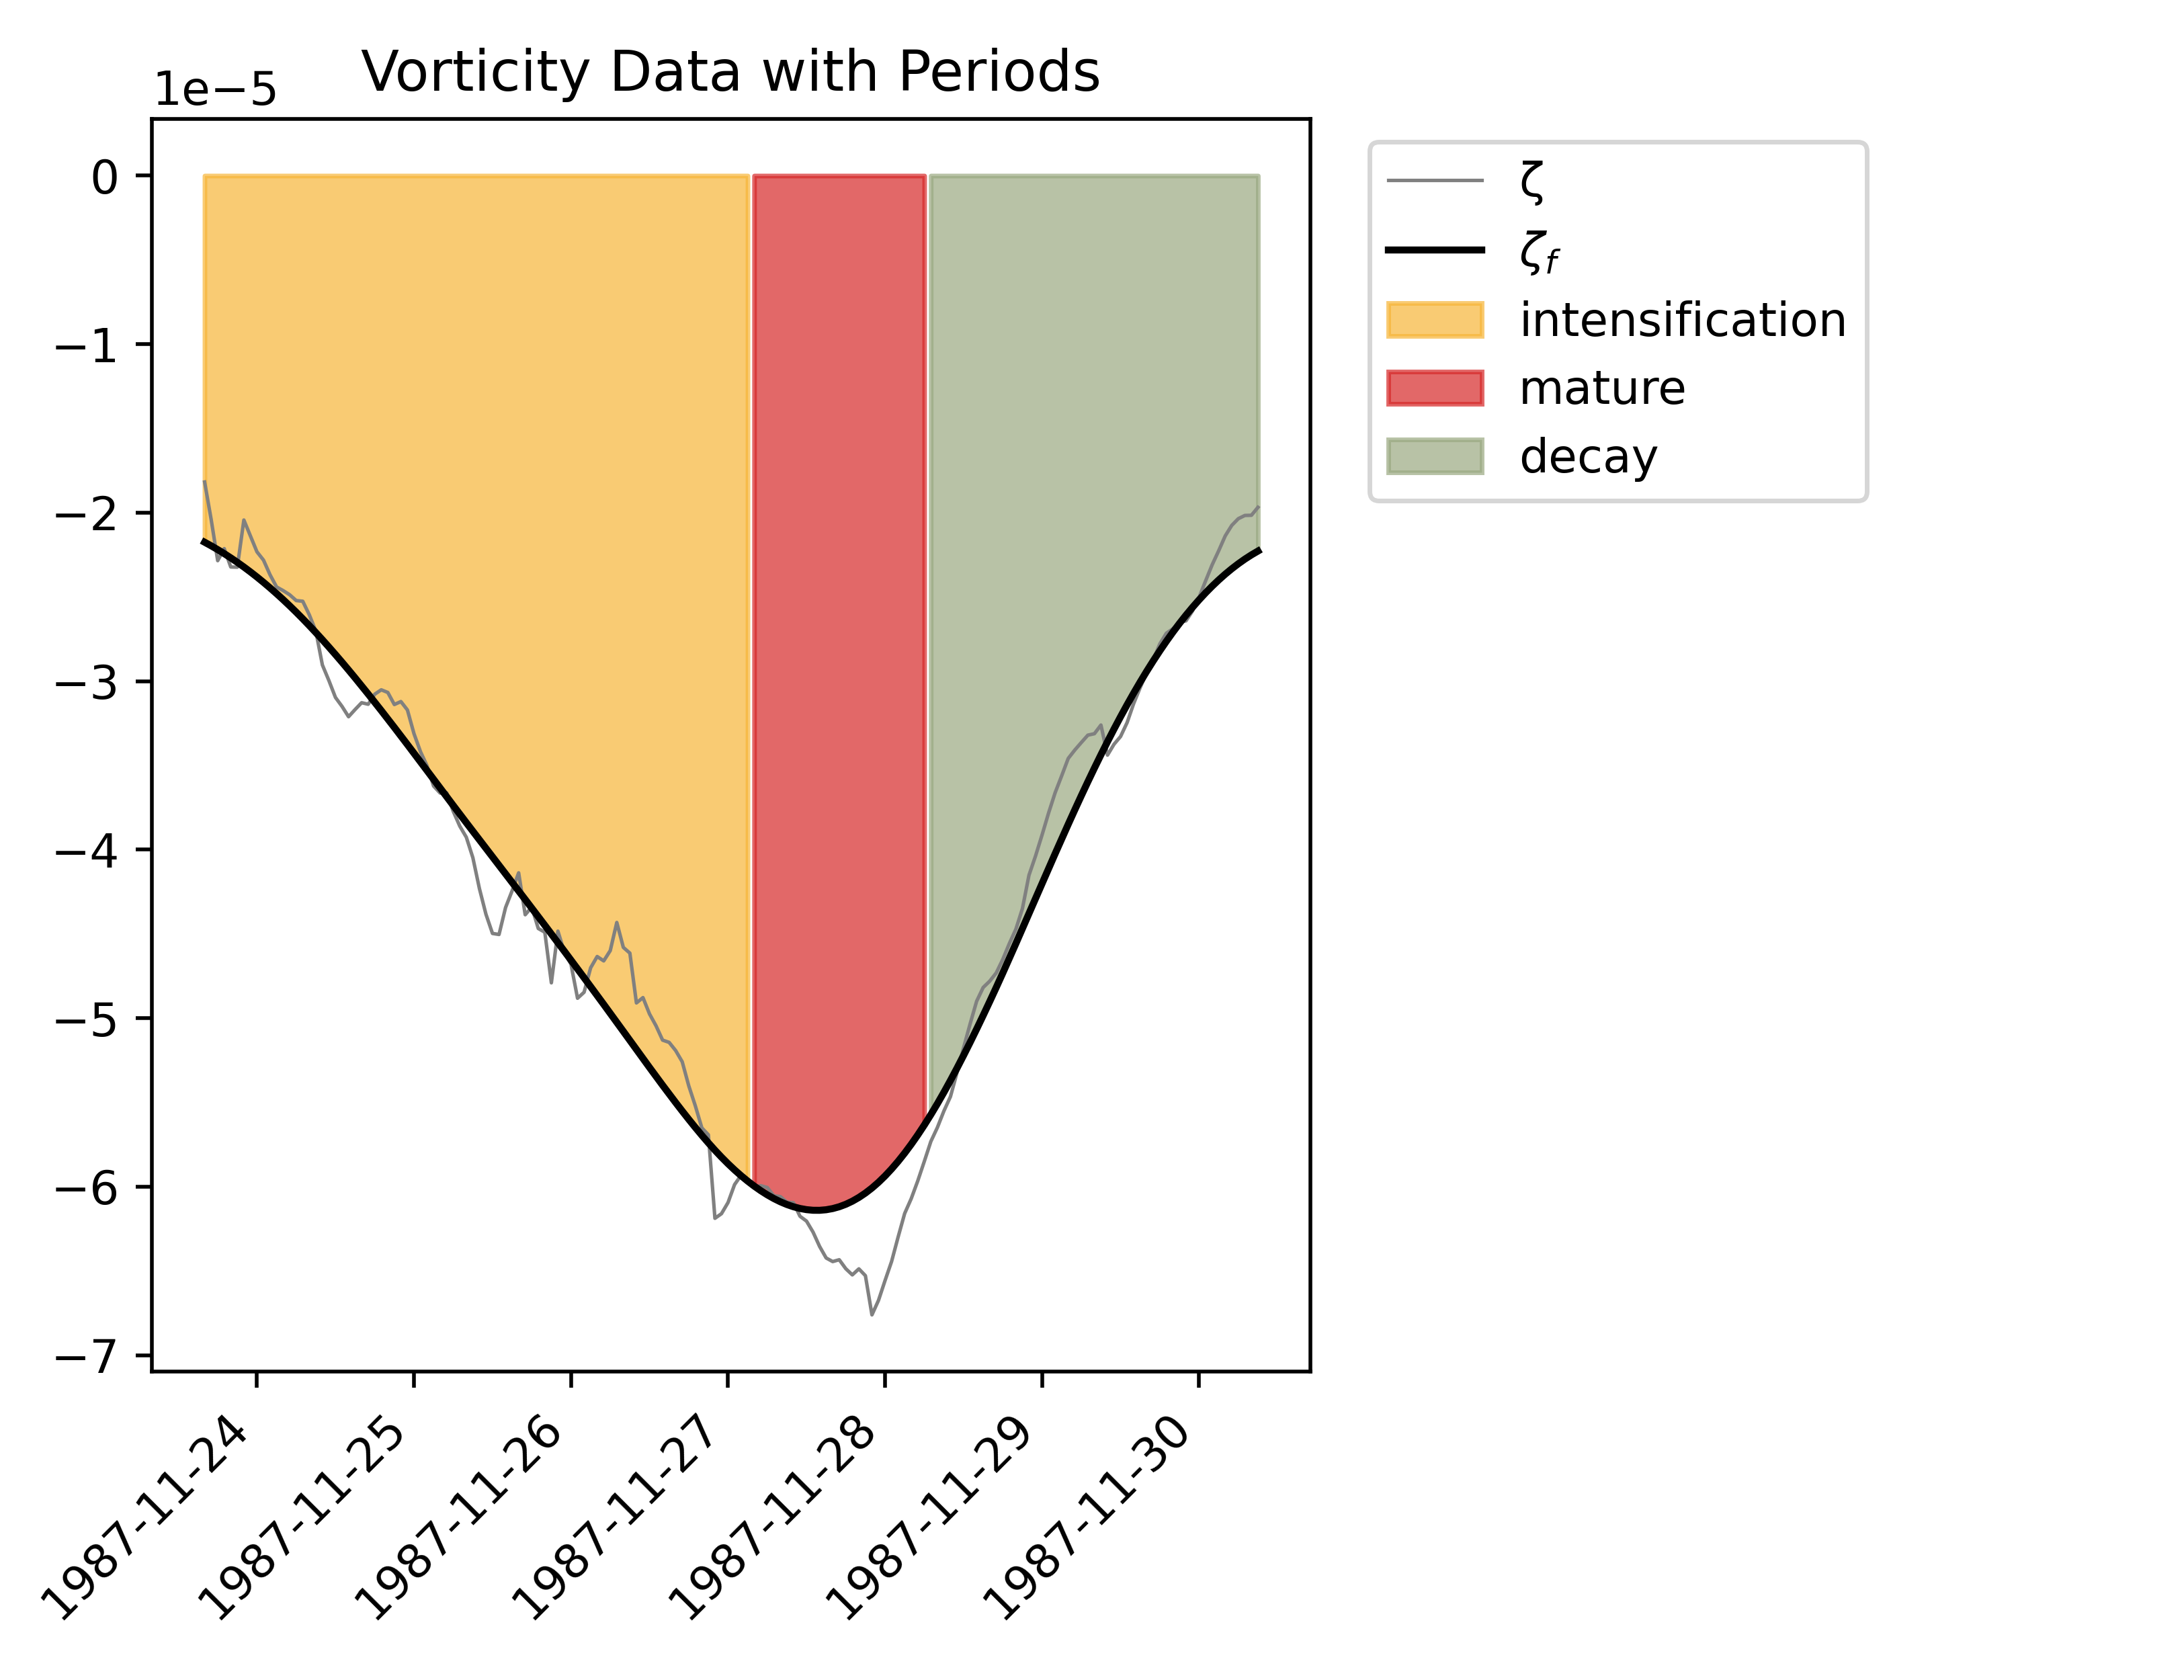 Vorticity Data with Periods
1e−5
0
−1
−2
−3
−4
−5
−6
−7
1987-11-24
1987-11-25
1987-11-26
1987-11-27
1987-11-28
1987-11-29
1987-11-30
ζ
ζf
intensification
mature
decay